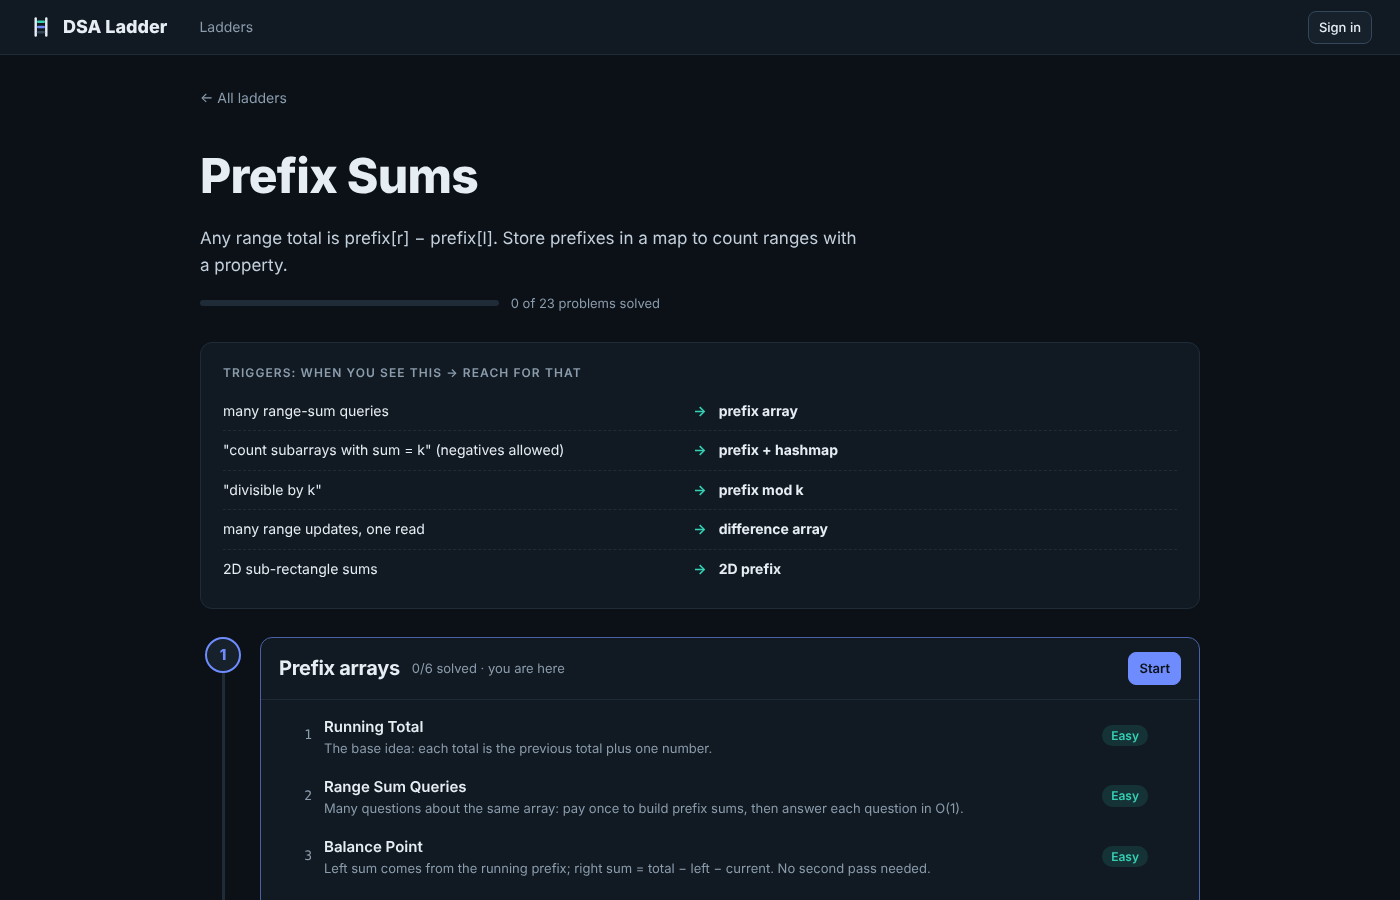 DSA Ladder
Ladders
Sign in
← All ladders
Prefix Sums
Any range total is prefix[r] − prefix[l]. Store prefixes in a map to count ranges with
a property.
0 of 23 problems solved
TRIGGERS: WHEN YOU SEE THIS → REACH FOR THAT
many range-sum queries → prefix array
"count subarrays with sum = k" (negatives allowed) → prefix + hashmap
"divisible by k" → prefix mod k
many range updates, one read → difference array
2D sub-rectangle sums → 2D prefix
1
Prefix arrays 0/6 solved · you are here
Start
1 Running Total
The base idea: each total is the previous total plus one number.
Easy
2 Range Sum Queries
Many questions about the same array: pay once to build prefix sums, then answer each question in O(1).
Easy
3 Balance Point
Left sum comes from the running prefix; right sum = total − left − current. No second pass needed.
Easy